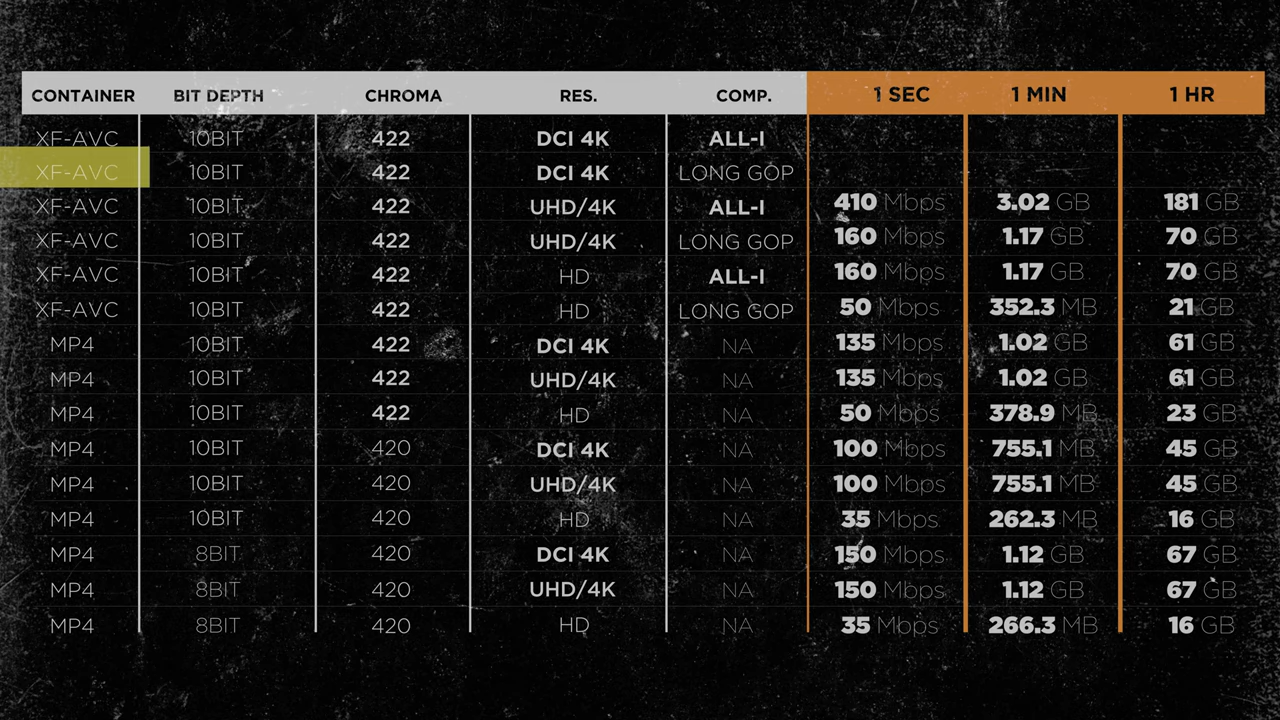 CONTAINER BIT DEPTH CHROMA RES. COMP. 1 SEC 1 MIN 1 HR
XF-AVC 10BIT 422 DCI 4K ALL-I
XF-AVC 10BIT 422 DCI 4K LONG GOP
XF-AVC 10BIT 422 UHD/4K ALL-I 410 Mbps 3.02 GB 181 GB
XF-AVC 10BIT 422 UHD/4K LONG GOP 160 Mbps 1.17 GB 70 GB
XF-AVC 10BIT 422 HD ALL-I 160 Mbps 1.17 GB 70 GB
XF-AVC 10BIT 422 HD LONG GOP 50 Mbps 352.3 MB 21 GB
MP4 10BIT 422 DCI 4K NA 135 Mbps 1.02 GB 61 GB
MP4 10BIT 422 UHD/4K NA 135 Mbps 1.02 GB 61 GB
MP4 10BIT 422 HD NA 50 Mbps 378.9 MB 23 GB
MP4 10BIT 420 DCI 4K NA 100 Mbps 755.1 MB 45 GB
MP4 10BIT 420 UHD/4K NA 100 Mbps 755.1 MB 45 GB
MP4 10BIT 420 HD NA 35 Mbps 262.3 MB 16 GB
MP4 8BIT 420 DCI 4K NA 150 Mbps 1.12 GB 67 GB
MP4 8BIT 420 UHD/4K NA 150 Mbps 1.12 GB 67 GB
MP4 8BIT 420 HD NA 35 Mbps 266.3 MB 16 GB